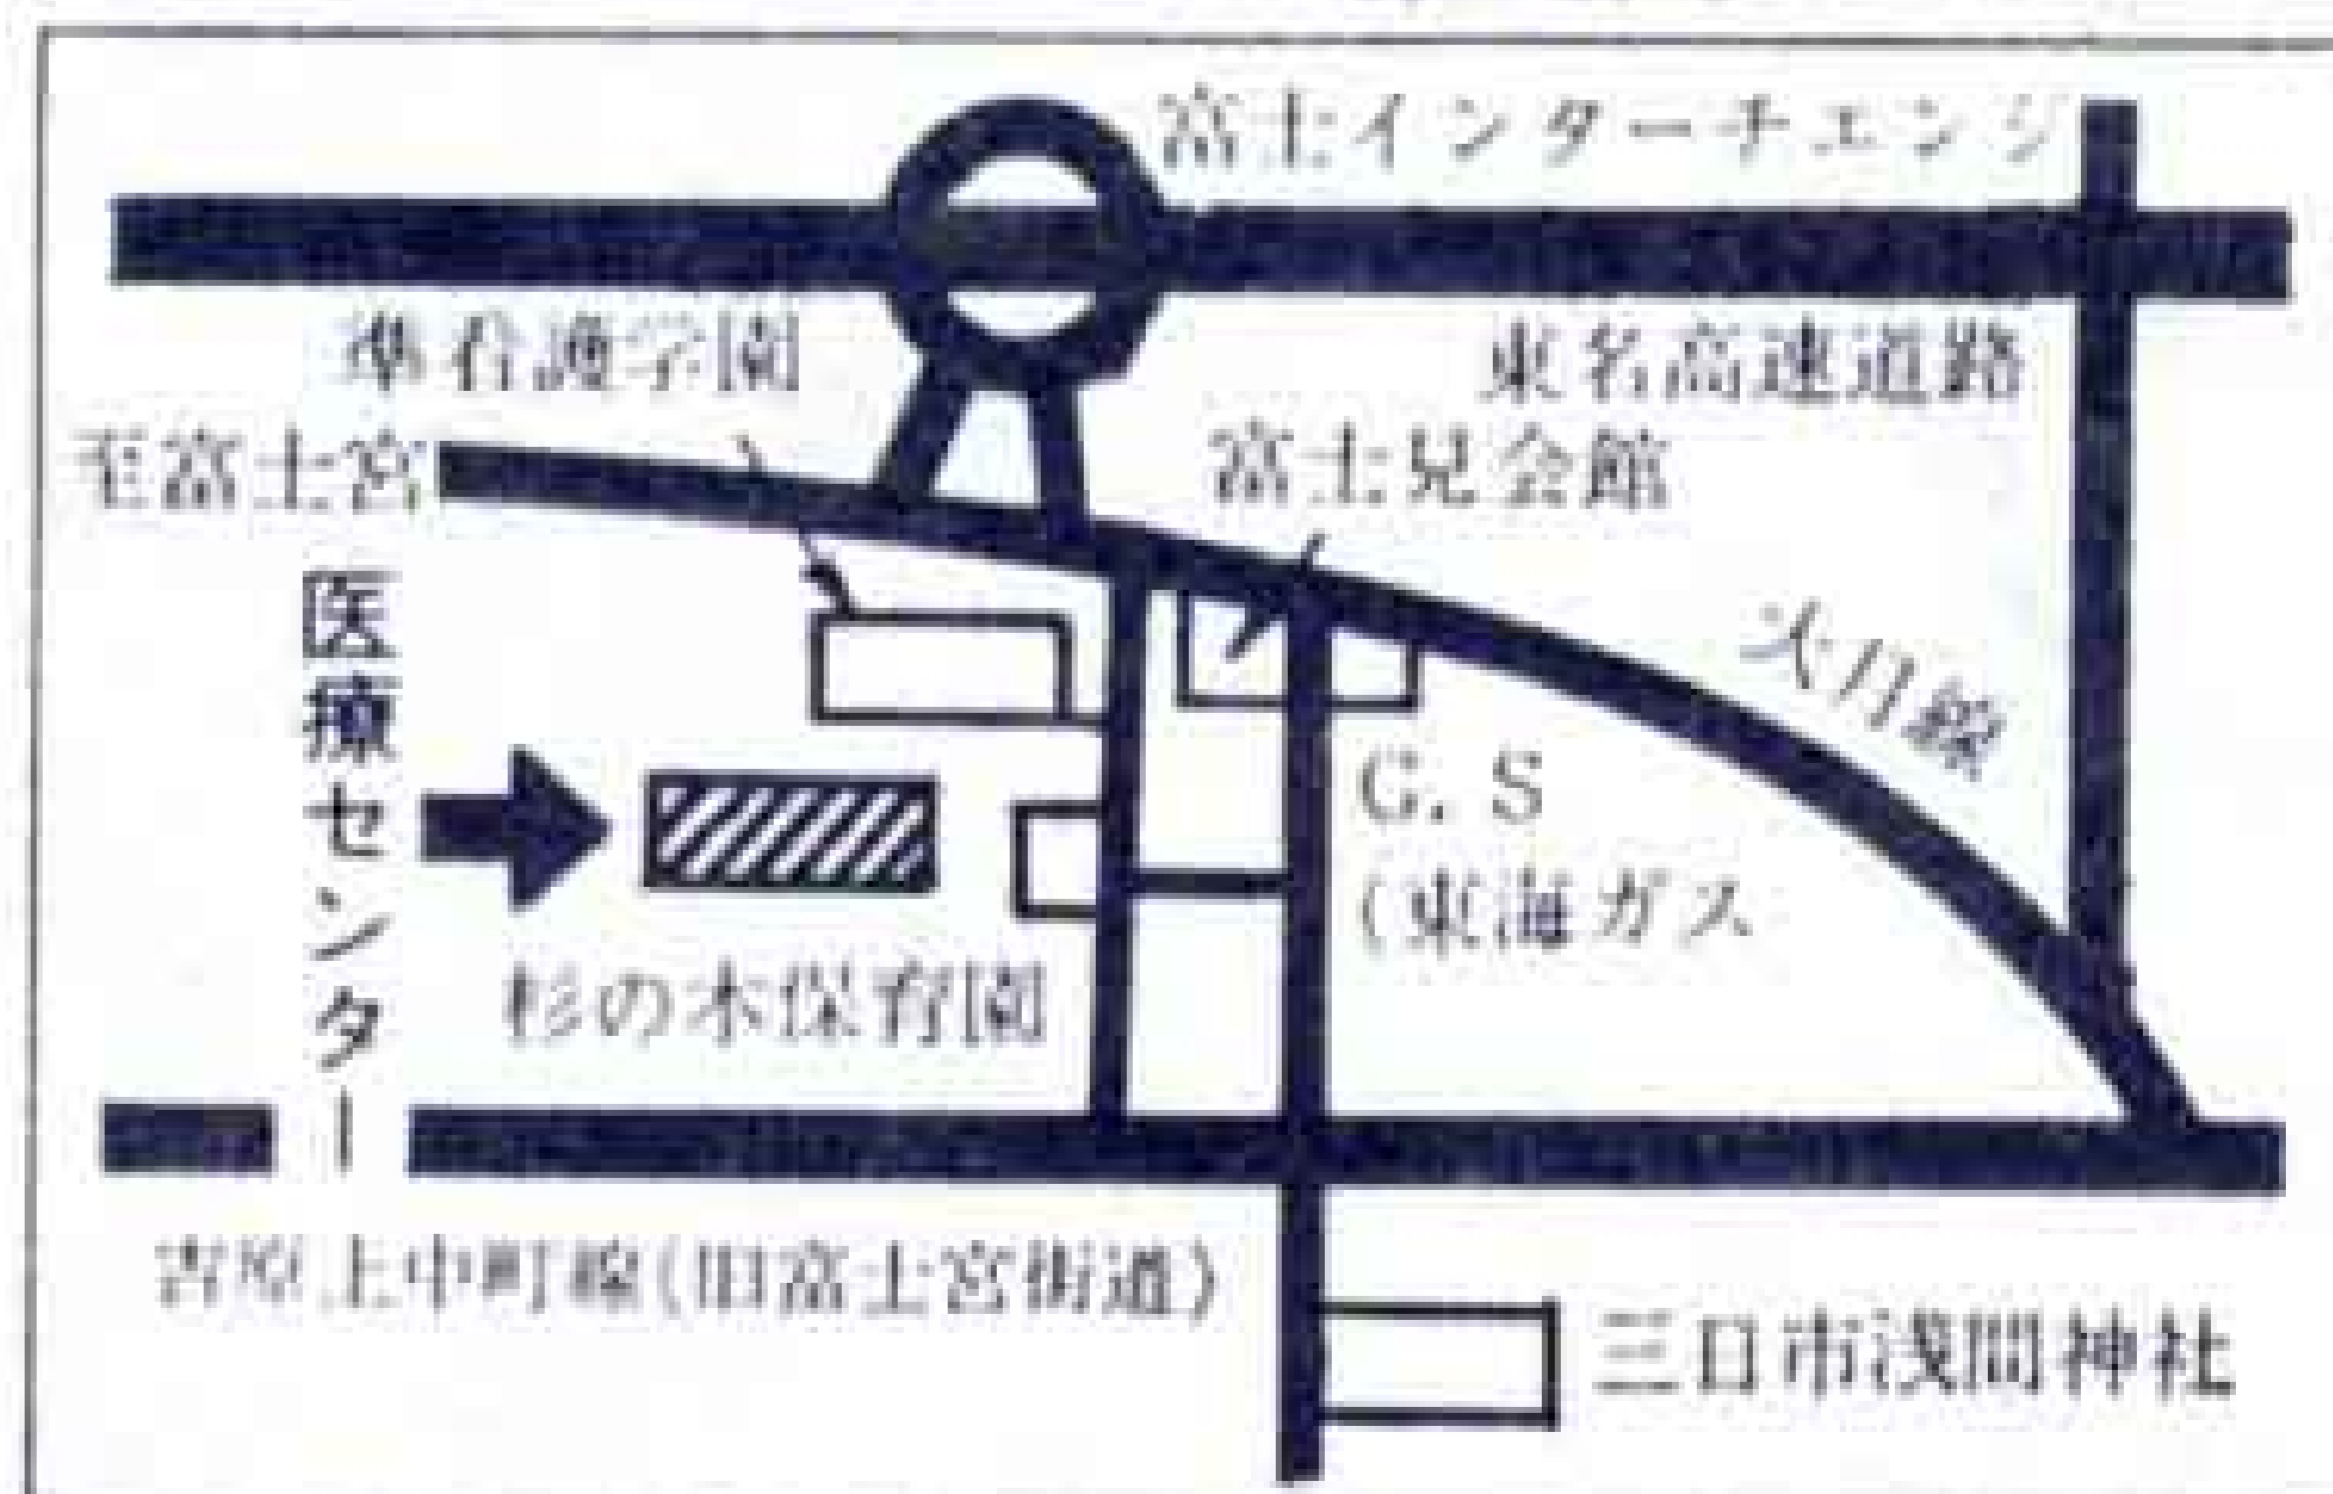 富士インターチェンジ
準看護学園
東名高速道路
至富士宮
富士見会館
医療センター
大月線
G.S
(東海ガス
杉の木保育園
吉原上中町線(旧富士宮街道)
三日市浅間神社